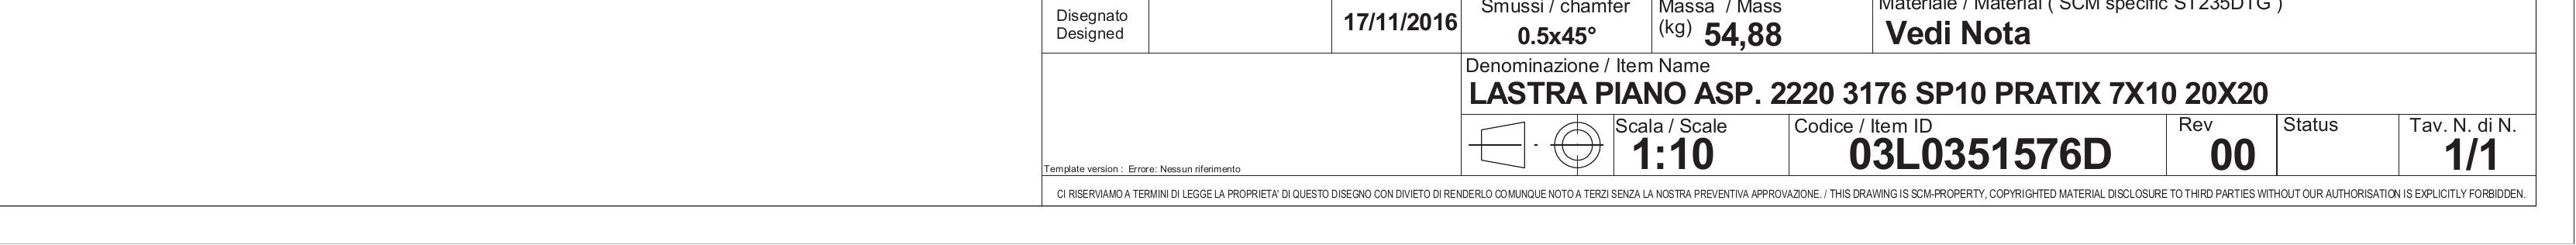 Disegnato
Designed
17/11/2016
Smussi / chamfer
0.5x45°
Massa / Mass
(kg) 54,88
Materiale / Material ( SCM specific ST235DTG )
Vedi Nota
Denominazione / Item Name
LASTRA PIANO ASP. 2220 3176 SP10 PRATIX 7X10 20X20
Scala / Scale
1:10
Codice / Item ID
03L0351576D
Rev
00
Status
Tav. N. di N.
1/1
Template version : Errore: Nessun riferimento
CI RISERVIAMO A TERMINI DI LEGGE LA PROPRIETA' DI QUESTO DISEGNO CON DIVIETO DI RENDERLO COMUNQUE NOTO A TERZI SENZA LA NOSTRA PREVENTIVA APPROVAZIONE. / THIS DRAWING IS SCM-PROPERTY, COPYRIGHTED MATERIAL DISCLOSURE TO THIRD PARTIES WITHOUT OUR AUTHORISATION IS EXPLICITLY FORBIDDEN.